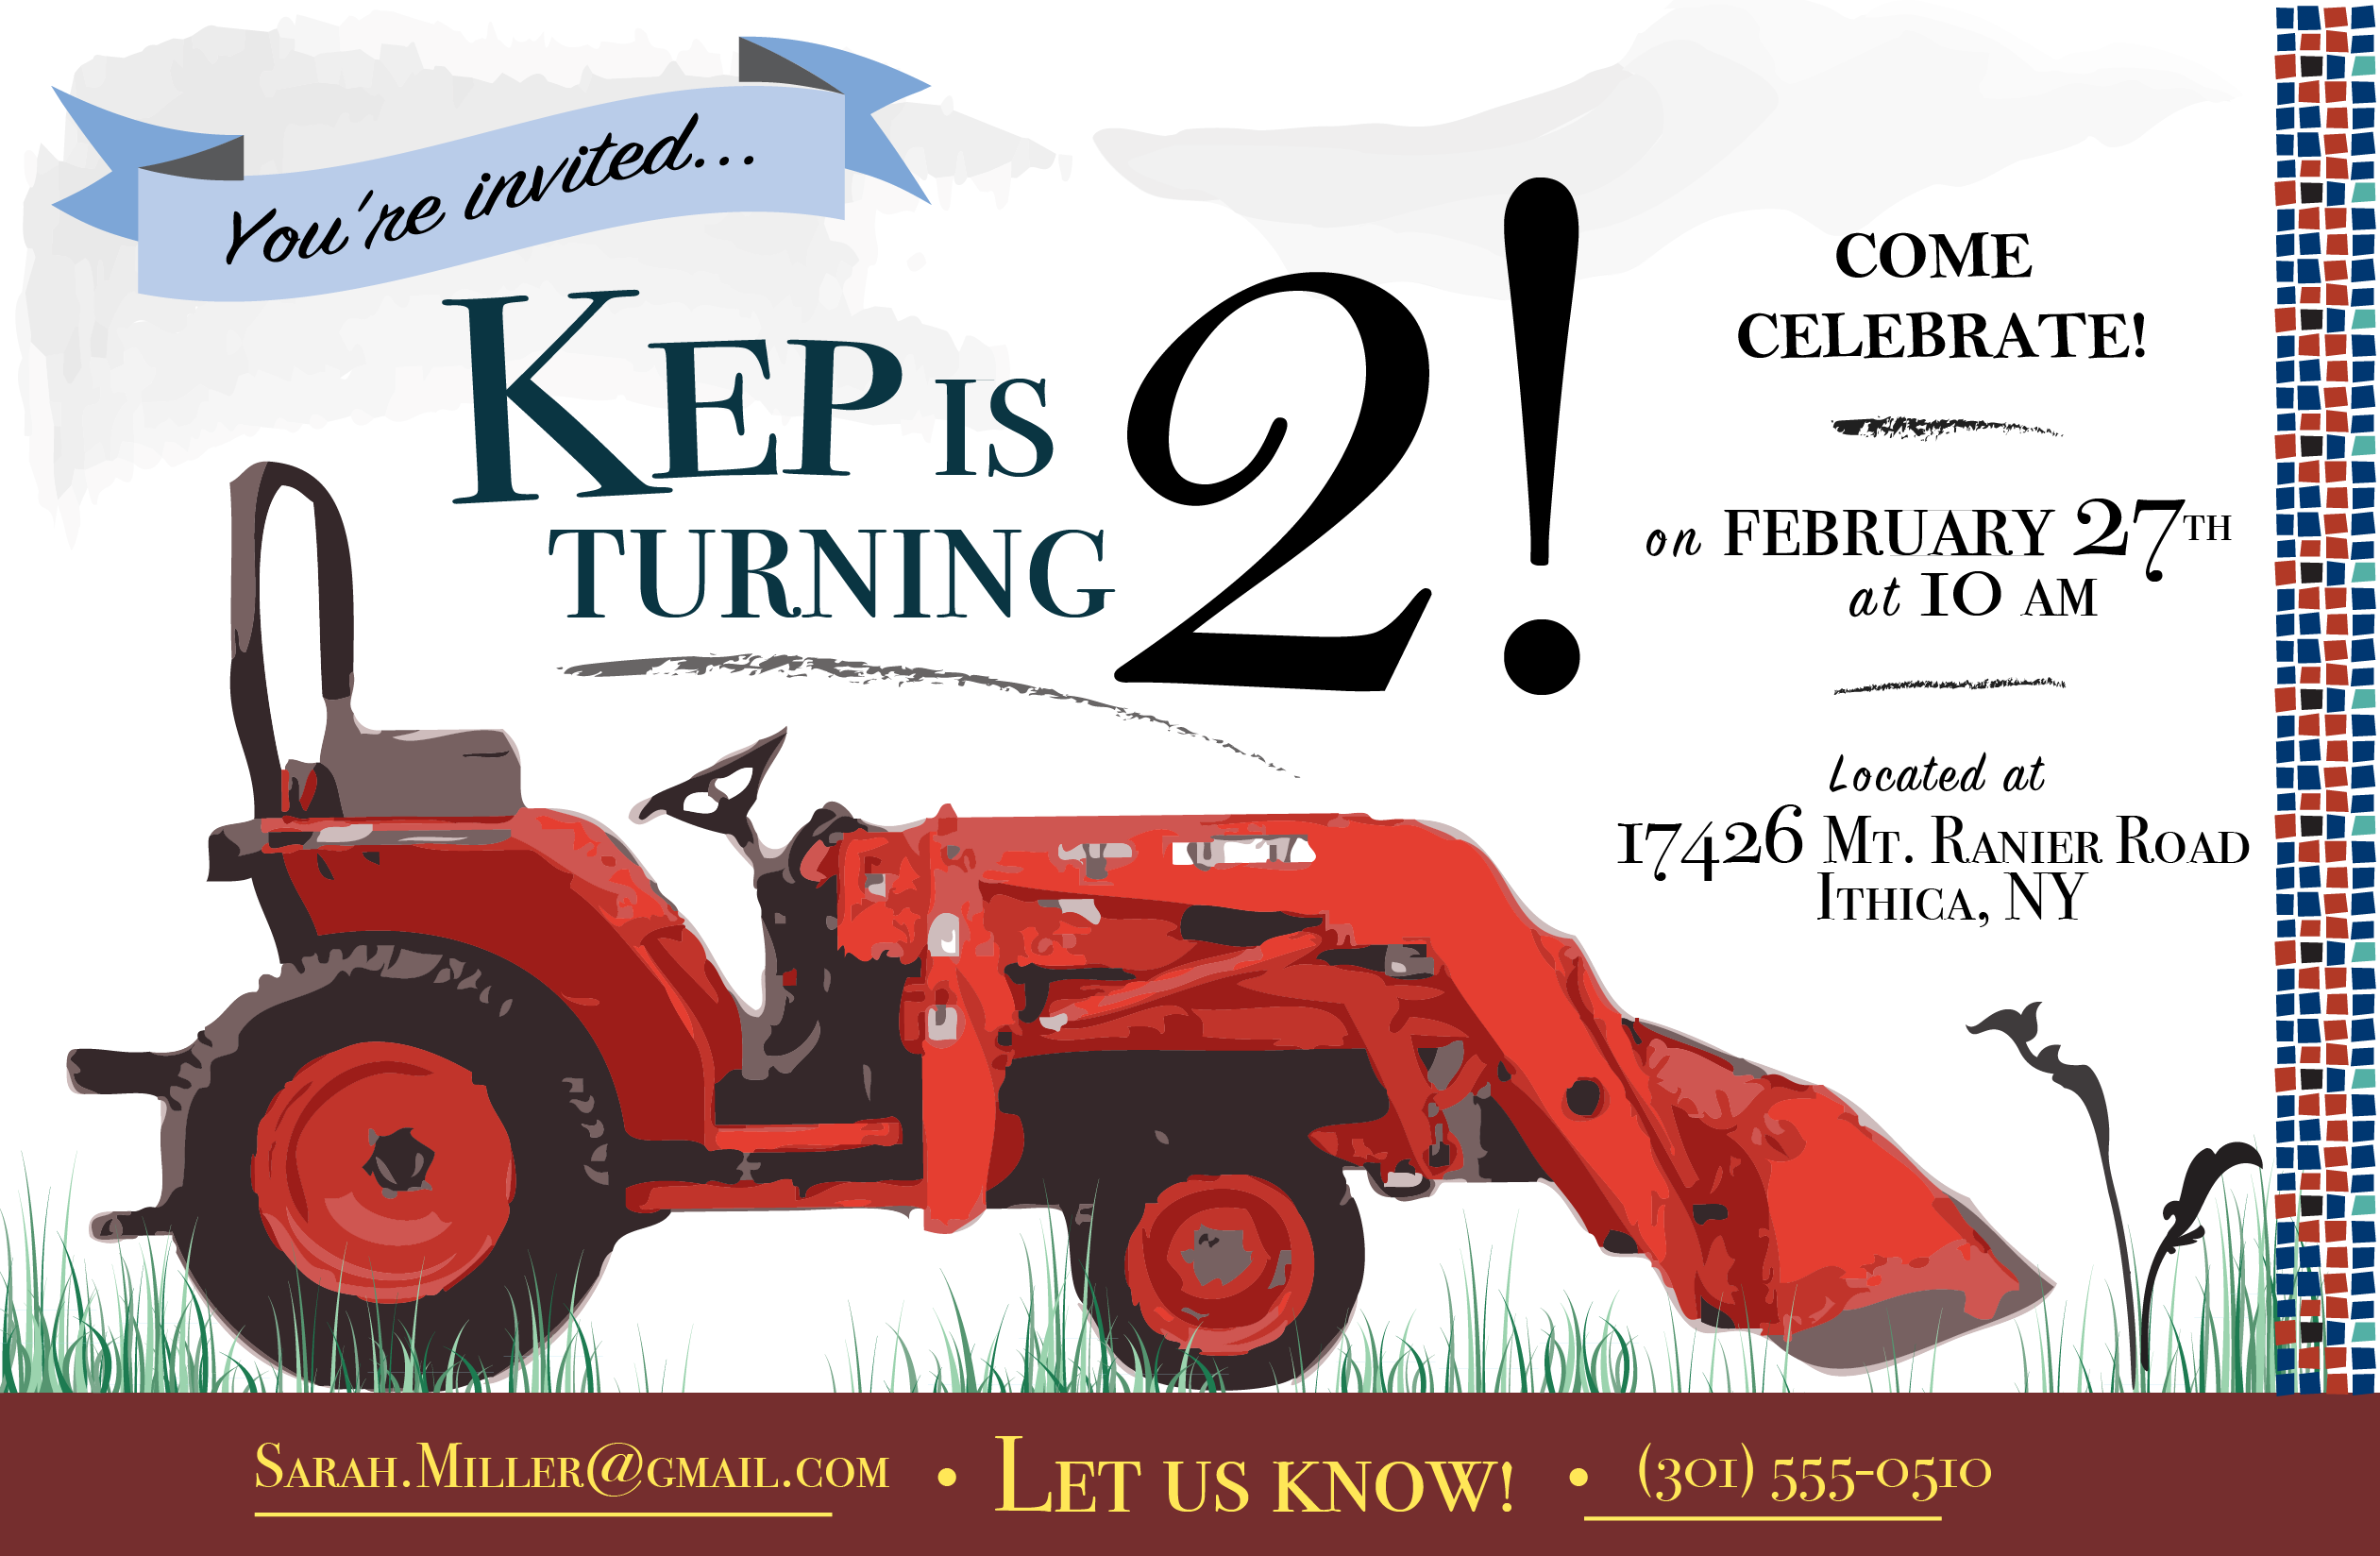 You're invited...
KEP IS
TURNING
2!
COME
CELEBRATE!
on FEBRUARY 27TH
at 10 AM
Located at
17426 MT. RANIER ROAD
ITHICA, NY
SARAH.MILLER@GMAIL.COM • LET US KNOW! • (301) 555-0510